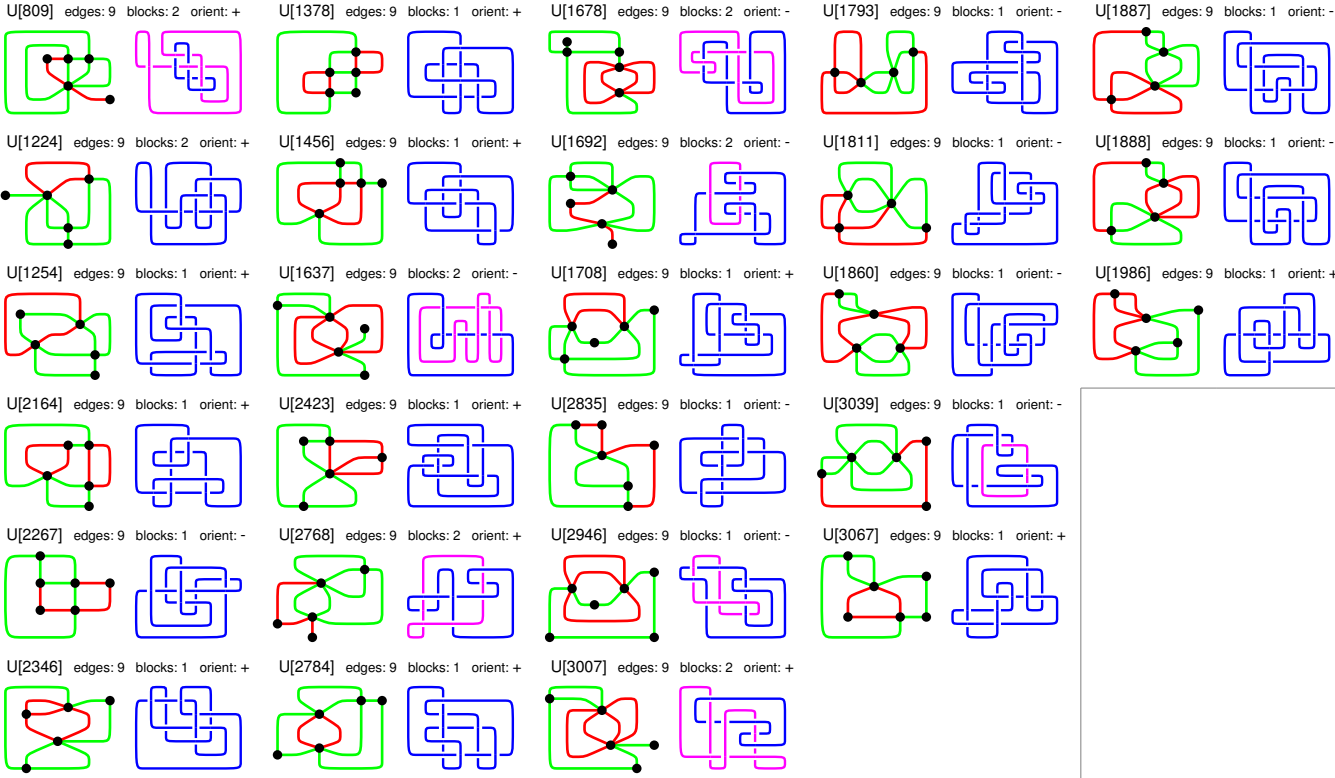 U[809] edges: 9 blocks: 2 orient: +
U[1378] edges: 9 blocks: 1 orient: +
U[1678] edges: 9 blocks: 2 orient: -
U[1793] edges: 9 blocks: 1 orient: -
U[1887] edges: 9 blocks: 1 orient: -
U[1224] edges: 9 blocks: 2 orient: +
U[1456] edges: 9 blocks: 1 orient: +
U[1692] edges: 9 blocks: 2 orient: -
U[1811] edges: 9 blocks: 1 orient: -
U[1888] edges: 9 blocks: 1 orient: -
U[1254] edges: 9 blocks: 1 orient: +
U[1637] edges: 9 blocks: 2 orient: -
U[1708] edges: 9 blocks: 1 orient: +
U[1860] edges: 9 blocks: 1 orient: -
U[1986] edges: 9 blocks: 1 orient: +
U[2164] edges: 9 blocks: 1 orient: +
U[2423] edges: 9 blocks: 1 orient: +
U[2835] edges: 9 blocks: 1 orient: -
U[3039] edges: 9 blocks: 1 orient: -
U[2267] edges: 9 blocks: 1 orient: -
U[2768] edges: 9 blocks: 2 orient: +
U[2946] edges: 9 blocks: 1 orient: -
U[3067] edges: 9 blocks: 1 orient: +
U[2346] edges: 9 blocks: 1 orient: +
U[2784] edges: 9 blocks: 1 orient: +
U[3007] edges: 9 blocks: 2 orient: +